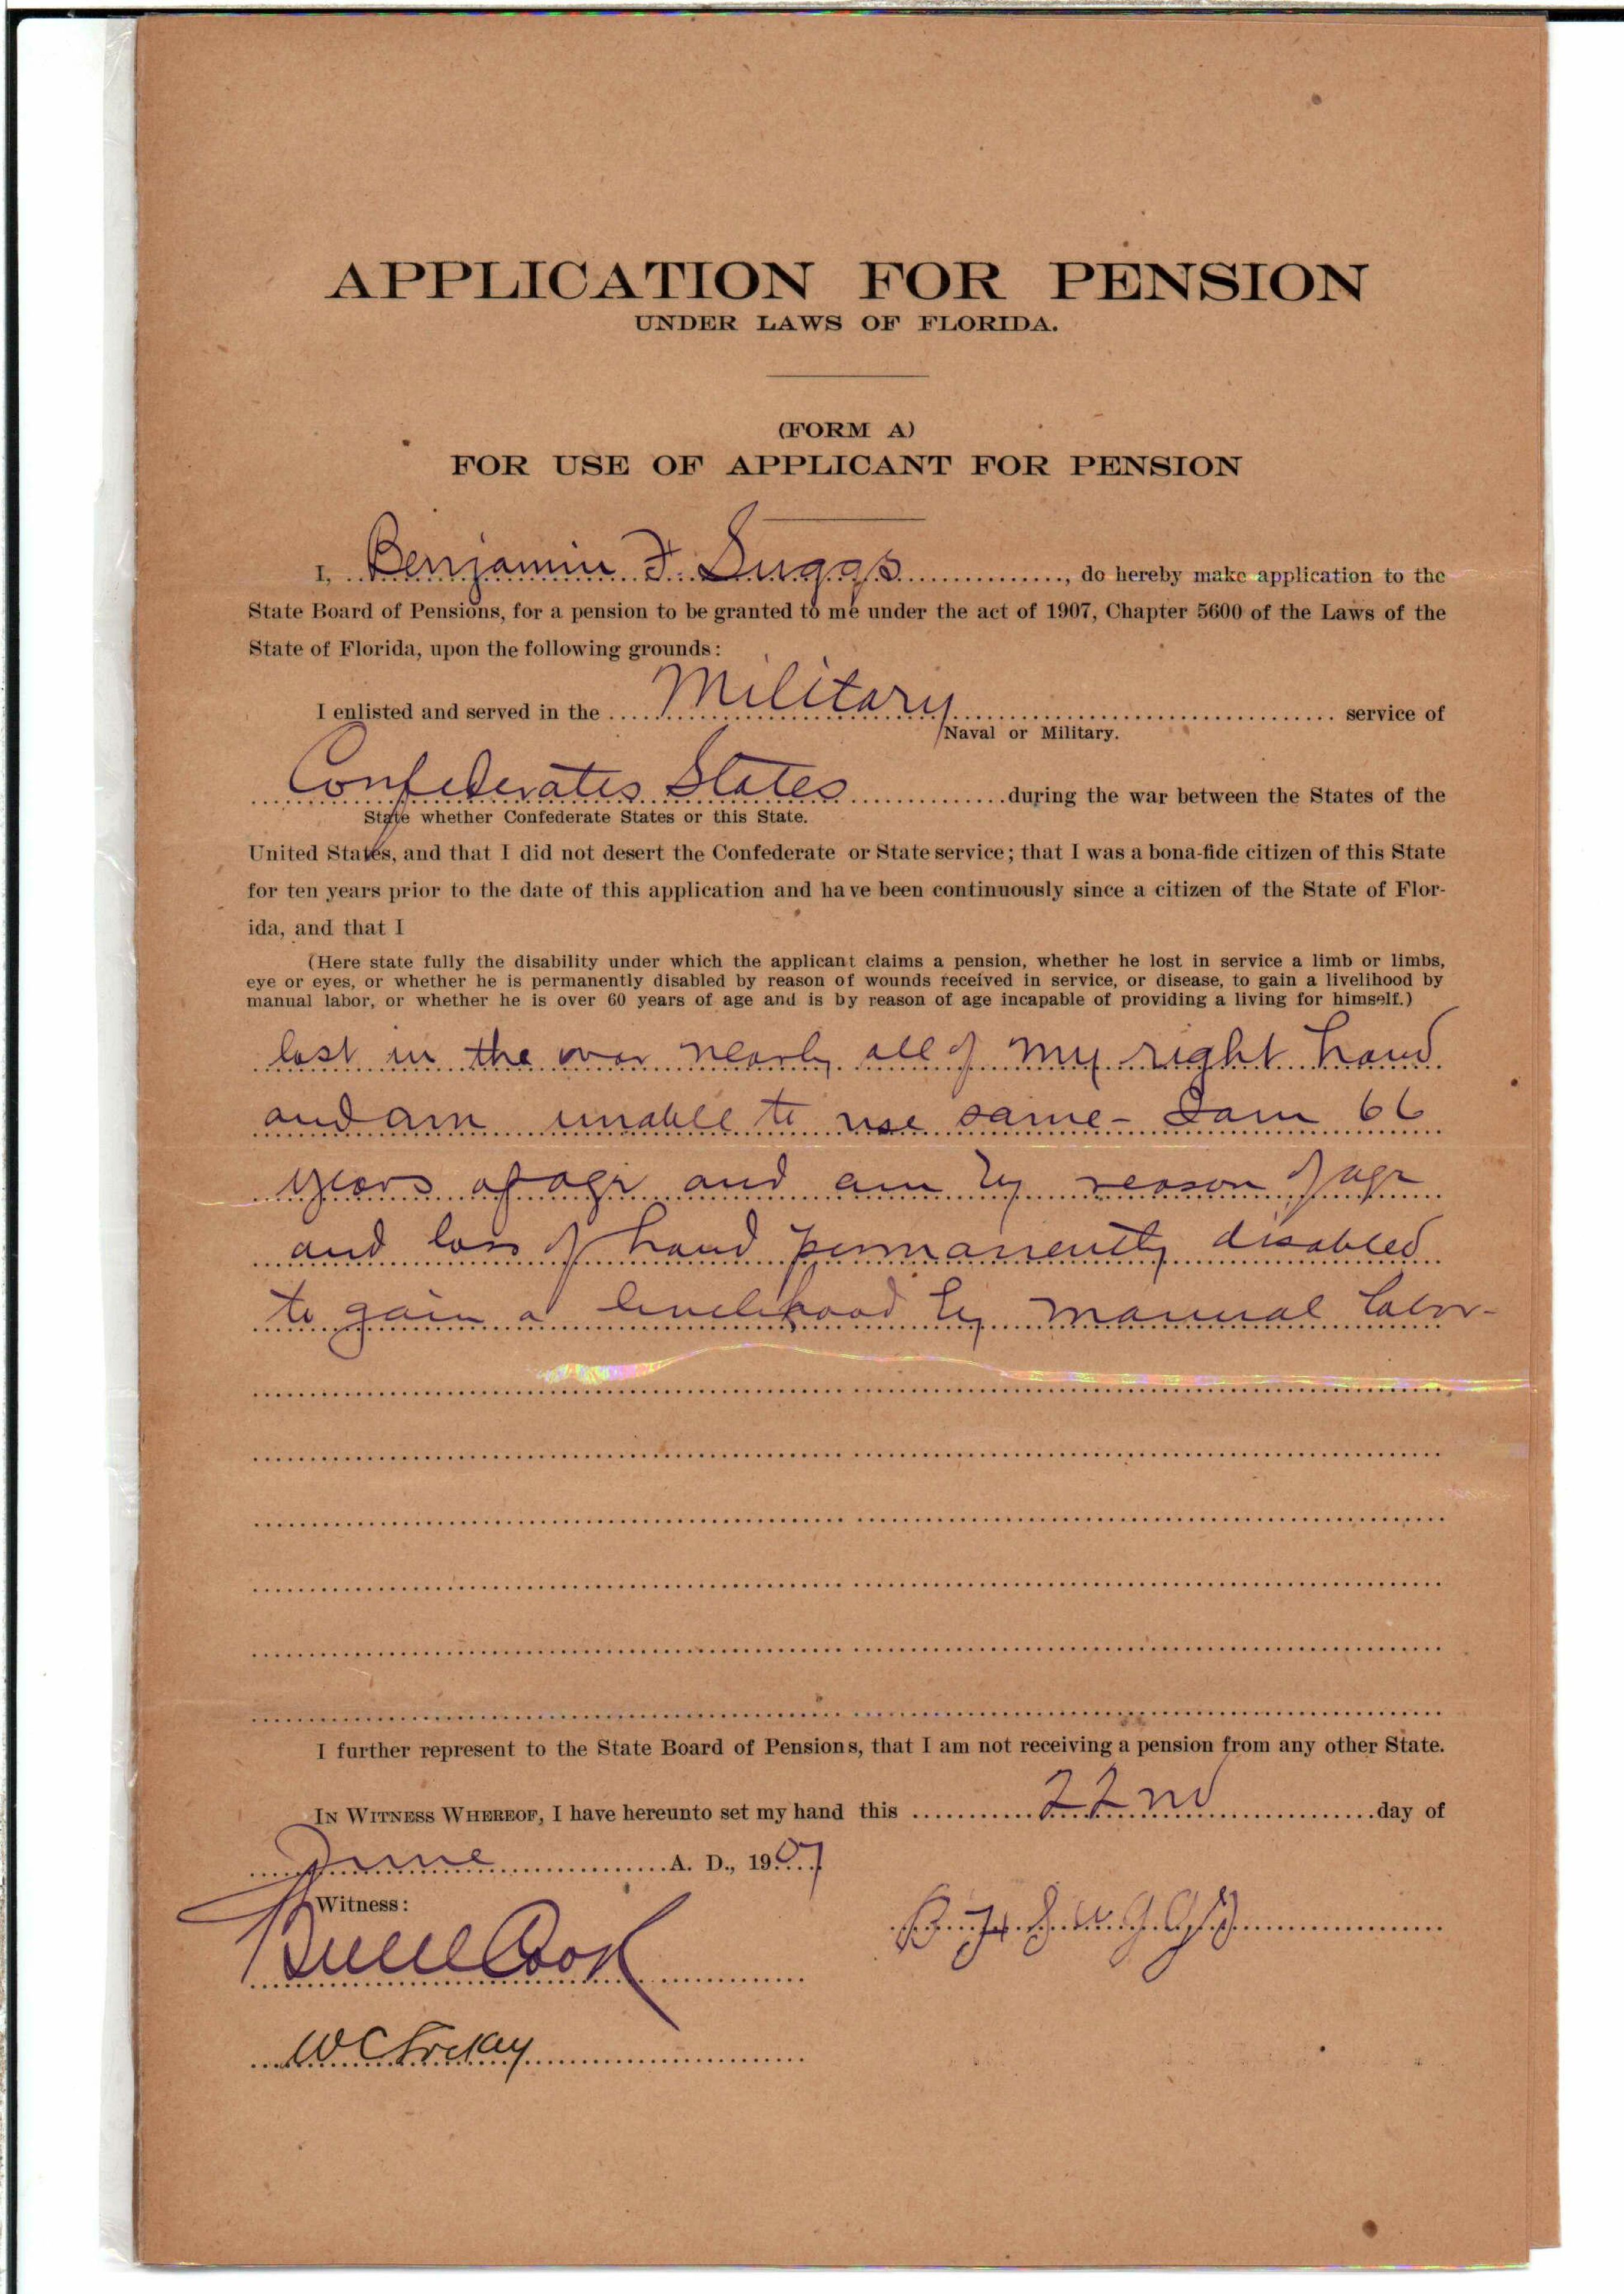 APPLICATION FOR PENSION
UNDER LAWS OF FLORIDA.
(FORM A)
FOR USE OF APPLICANT FOR PENSION
I, Benjamin F. Suggs, do hereby make application to the
State Board of Pensions, for a pension to be granted to me under the act of 1907, Chapter 5600 of the Laws of the
State of Florida, upon the following grounds:
I enlisted and served in the Military service of
Naval or Military.
Confederates States during the war between the States of the
State whether Confederate States or this State.
United States, and that I did not desert the Confederate or State service; that I was a bona-fide citizen of this State
for ten years prior to the date of this application and have been continuously since a citizen of the State of Flor-
ida, and that I
(Here state fully the disability under which the applicant claims a pension, whether he lost in service a limb or limbs,
eye or eyes, or whether he is permanently disabled by reason of wounds received in service, or disease, to gain a livelihood by
manual labor, or whether he is over 60 years of age and is by reason of age incapable of providing a living for himself.)
lost in the war nearly all of my right hand
and am unable to use same - I am 66
years of age and am by reason of age
and loss of hand permanently disabled
to gain a livelihood by manual labor-
I further represent to the State Board of Pensions, that I am not receiving a pension from any other State.
IN WITNESS WHEREOF, I have hereunto set my hand this 22nd day of
June A. D., 1907
Witness:
B. F. Suggs
Cook
W C